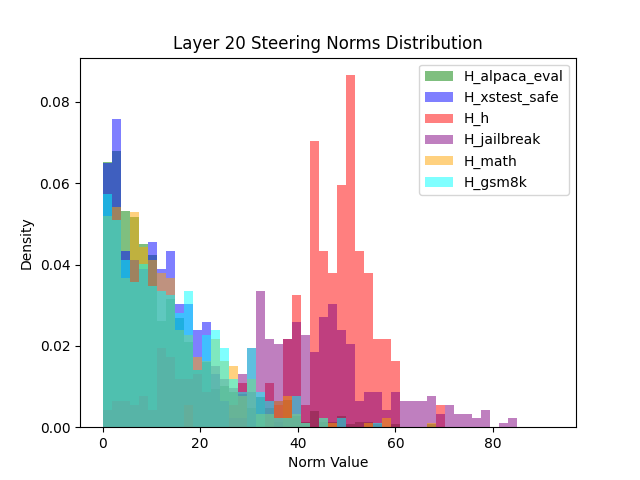 Layer 20 Steering Norms Distribution
H_alpaca_eval
H_xstest_safe
H_h
H_jailbreak
H_math
H_gsm8k
0.08
0.06
0.04
0.02
0.00
Density
0
20
40
60
80
Norm Value